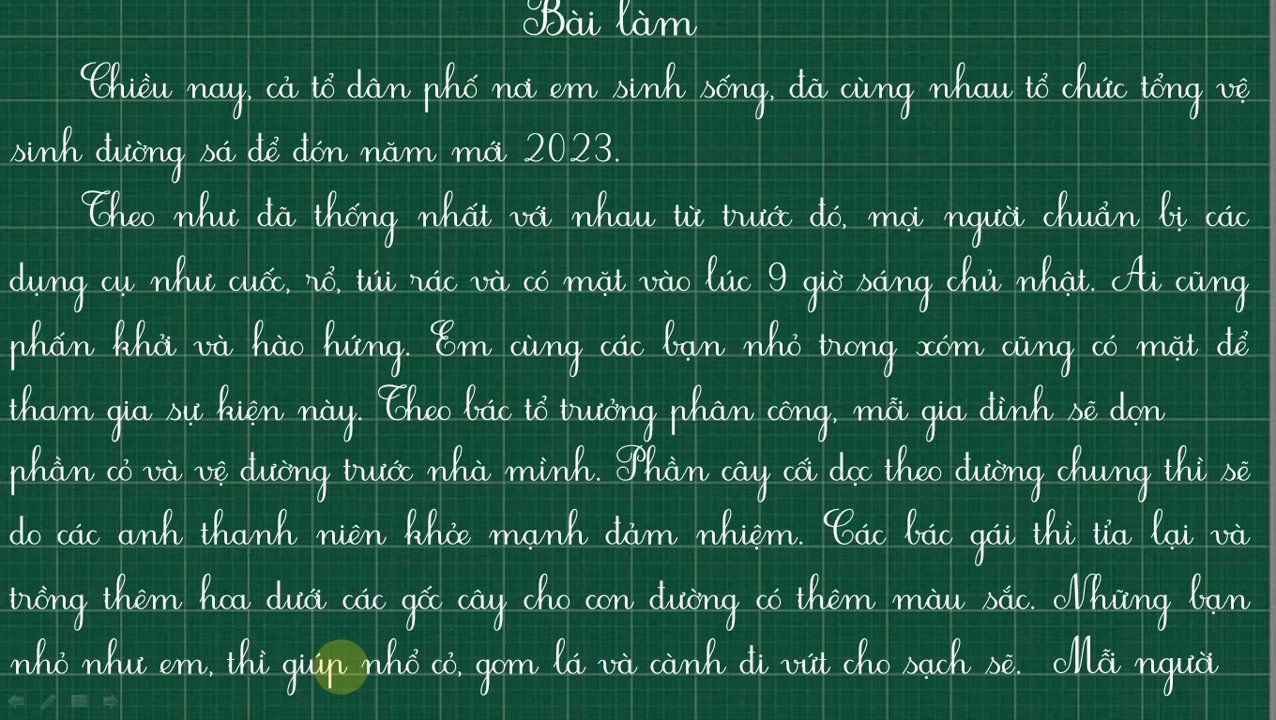 Bài làm
Chiều nay, cả tổ dân phố nơi em sinh sống, đã cùng nhau tổ chức tổng vệ
sinh đường sá để đón năm mới 2023.
Theo như đã thống nhất với nhau từ trước đó, mọi người chuẩn bị các
dụng cụ như cuốc, rổ, túi rác và có mặt vào lúc 9 giờ sáng chủ nhật. Ai cũng
phấn khởi và hào hứng. Em cùng các bạn nhỏ trong xóm cũng có mặt để
tham gia sự kiện này. Theo bác tổ trưởng phân công, mỗi gia đình sẽ dọn
phần cỏ và vệ đường trước nhà mình. Phần cây cối dọc theo đường chung thì sẽ
do các anh thanh niên khỏe mạnh đảm nhiệm. Các bác gái thì tỉa lại và
trồng thêm hoa dưới các gốc cây cho con đường có thêm màu sắc. Những bạn
nhỏ như em, thì giúp nhổ cỏ, gom lá và cành đi vứt cho sạch sẽ. Mỗi người